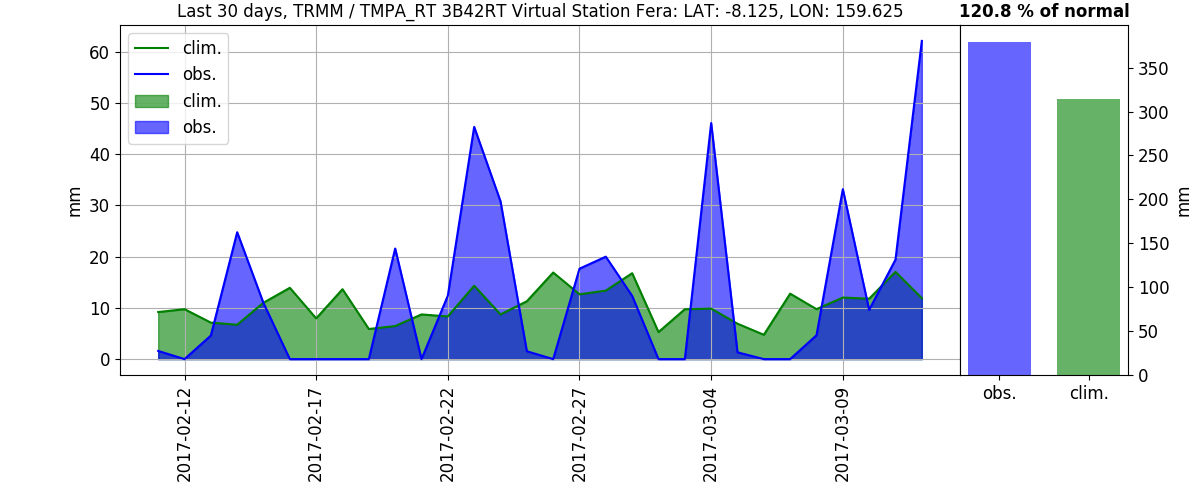 Last 30 days, TRMM / TMPA_RT 3B42RT Virtual Station Fera: LAT: -8.125, LON: 159.625
120.8 % of normal
clim.
obs.
clim.
obs.
60
50
40
30
20
10
0
mm
2017-02-12
2017-02-17
2017-02-22
2017-02-27
2017-03-04
2017-03-09
350
300
250
200
150
100
50
0
mm
obs.
clim.